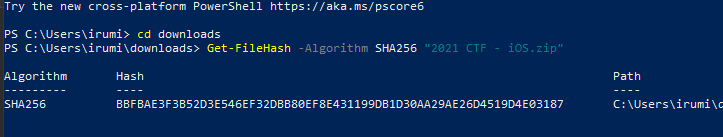 Try the new cross-platform PowerShell https://aka.ms/pscore6
PS C:\Users\irumi> cd downloads
PS C:\Users\irumi\downloads> Get-FileHash -Algorithm SHA256 "2021 CTF - iOS.zip"
Algorithm Hash Path
--------- ---- ----
SHA256 BBFBAE3F3B52D3E546EF32DBB80EF8E431199DB1D30AA29AE26D4519D4E03187 C:\Users\irumi\d